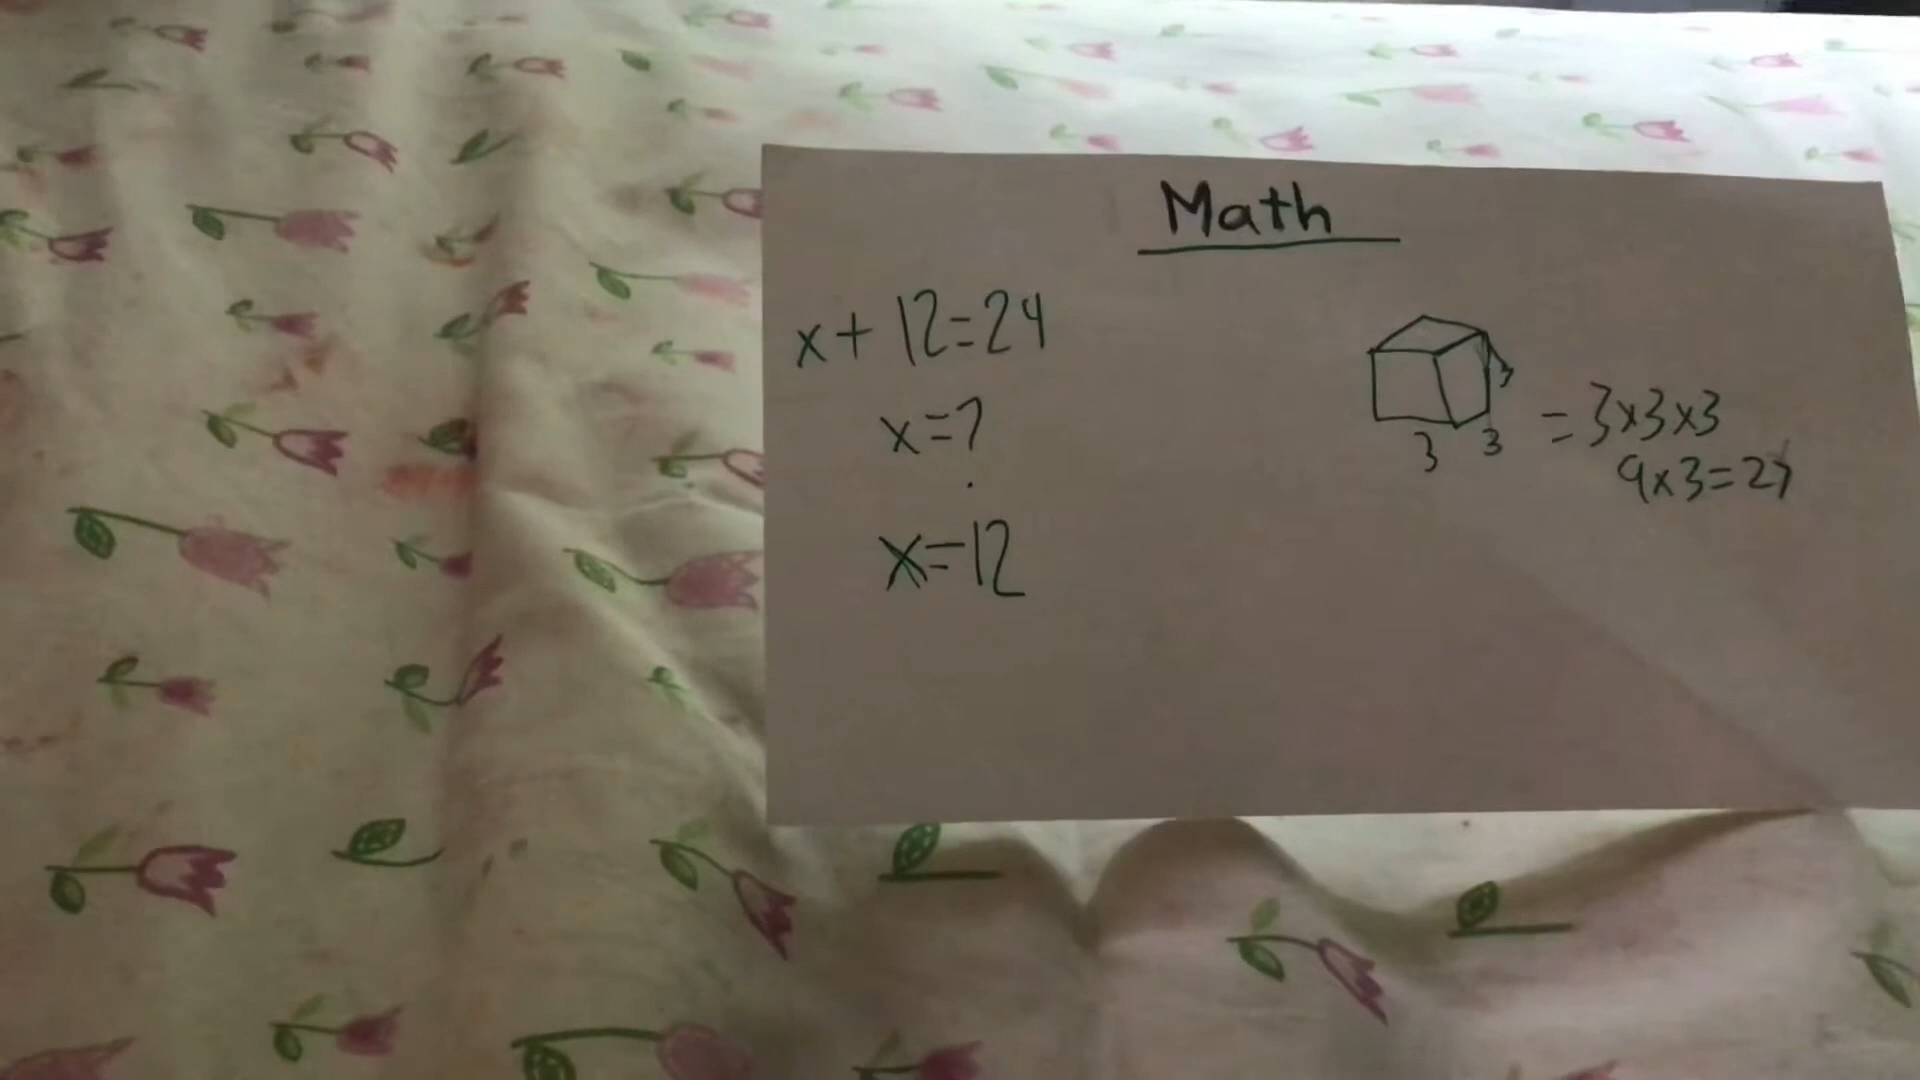 Math
x + 12 = 24
x = ?
x = 12
3
3
3
= 3x3x3
9x3=27